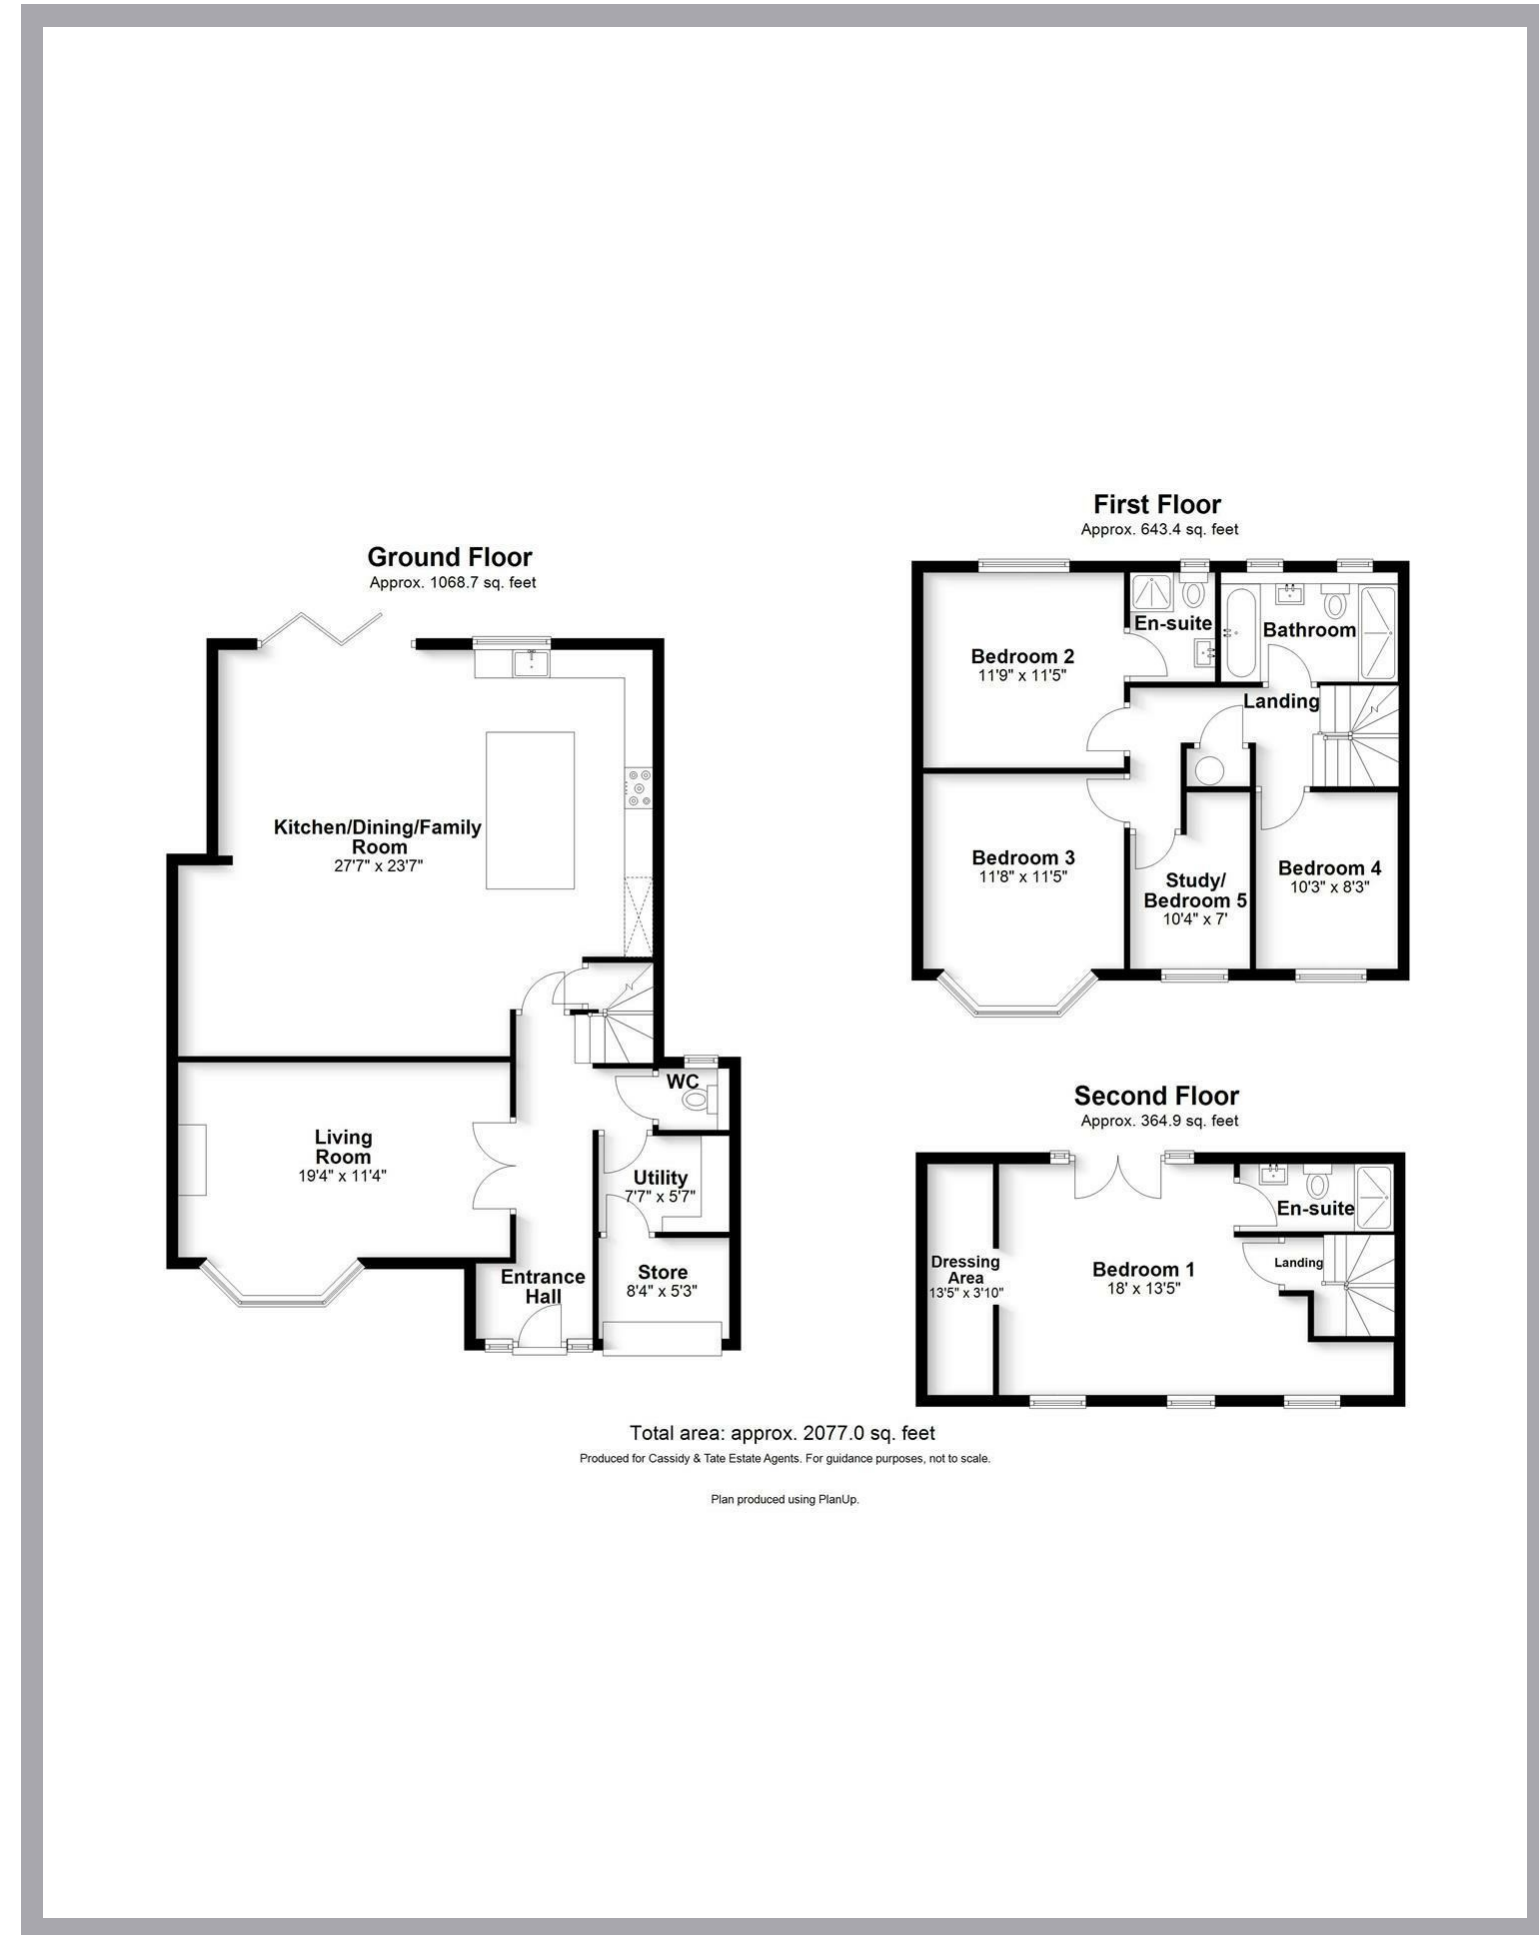 Ground Floor
Approx. 1068.7 sq. feet
Kitchen/Dining/Family
Room
27'7" x 23'7"
Living
Room
19'4" x 11'4"
WC
Utility
7'7" x 5'7"
Store
8'4" x 5'3"
Entrance
Hall
First Floor
Approx. 643.4 sq. feet
Bedroom 2
11'9" x 11'5"
En-suite
Bathroom
Landing
Bedroom 3
11'8" x 11'5"
Study/
Bedroom 5
10'4" x 7'
Bedroom 4
10'3" x 8'3"
Second Floor
Approx. 364.9 sq. feet
Dressing
Area
13'5" x 3'10"
Bedroom 1
18' x 13'5"
En-suite
Landing
Total area: approx. 2077.0 sq. feet
Produced for Cassidy & Tate Estate Agents. For guidance purposes, not to scale.
Plan produced using PlanUp.